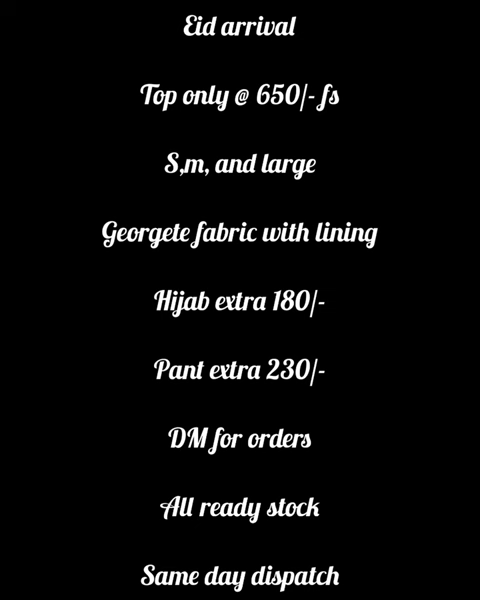 Eid arrival
Top only @ 650/- fs
S,m, and large
Georgete fabric with lining
Hijab extra 180/-
Pant extra 230/-
DM for orders
All ready stock
Same day dispatch